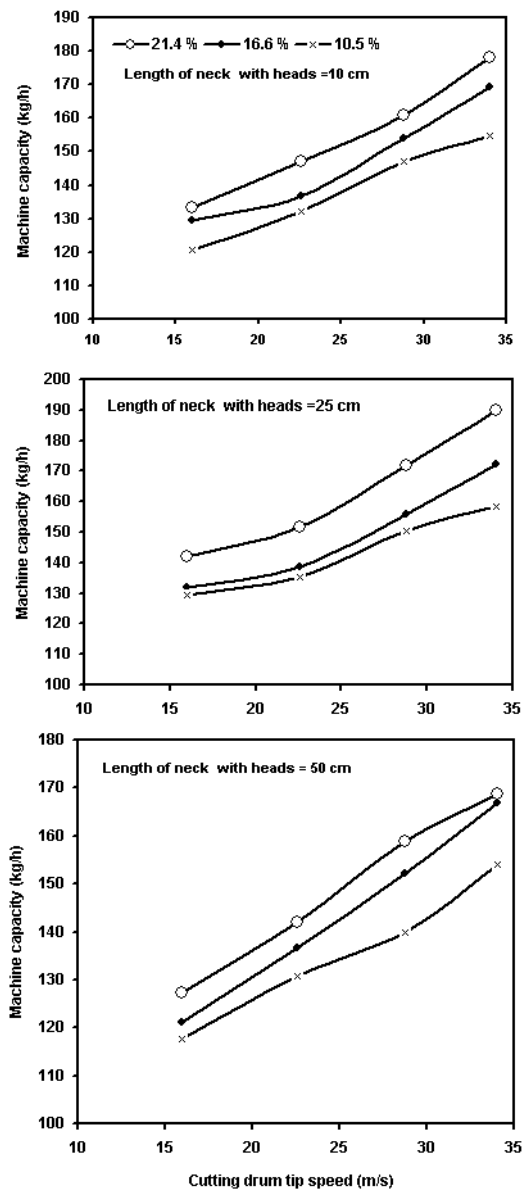 190
180
170
160
150
140
130
120
110
100
Machine capacity (kg/h)
21.4 % 16.6 % 10.5 %
Length of neck with heads =10 cm
10 15 20 25 30 35
200
190
180
170
160
150
140
130
120
110
100
Machine capacity (kg/h)
Length of neck with heads =25 cm
10 15 20 25 30 35
180
170
160
150
140
130
120
110
100
Machine capacity (kg/h)
Length of neck with heads = 50 cm
10 15 20 25 30 35
Cutting drum tip speed (m/s)